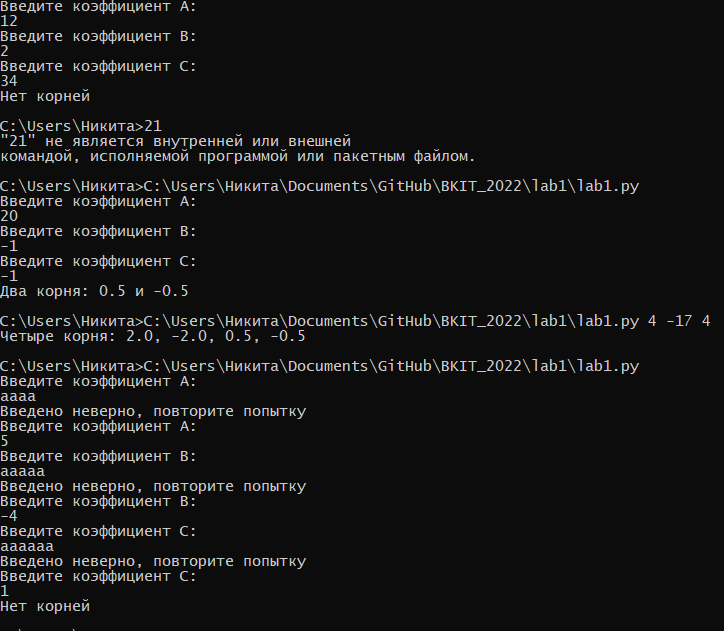 Введите коэффициент A:
12
Введите коэффициент B:
2
Введите коэффициент C:
34
Нет корней
C:\Users\Никита>21
"21" не является внутренней или внешней
командой, исполняемой программой или пакетным файлом.
C:\Users\Никита>C:\Users\Никита\Documents\GitHub\BKIT_2022\lab1\lab1.py
Введите коэффициент A:
20
Введите коэффициент B:
-1
Введите коэффициент C:
-1
Два корня: 0.5 и -0.5
C:\Users\Никита>C:\Users\Никита\Documents\GitHub\BKIT_2022\lab1\lab1.py 4 -17 4
Четыре корня: 2.0, -2.0, 0.5, -0.5
C:\Users\Никита>C:\Users\Никита\Documents\GitHub\BKIT_2022\lab1\lab1.py
Введите коэффициент A:
аааа
Введено неверно, повторите попытку
Введите коэффициент A:
5
Введите коэффициент B:
ааааа
Введено неверно, повторите попытку
Введите коэффициент B:
-4
Введите коэффициент C:
аааааа
Введено неверно, повторите попытку
Введите коэффициент C:
1
Нет корней